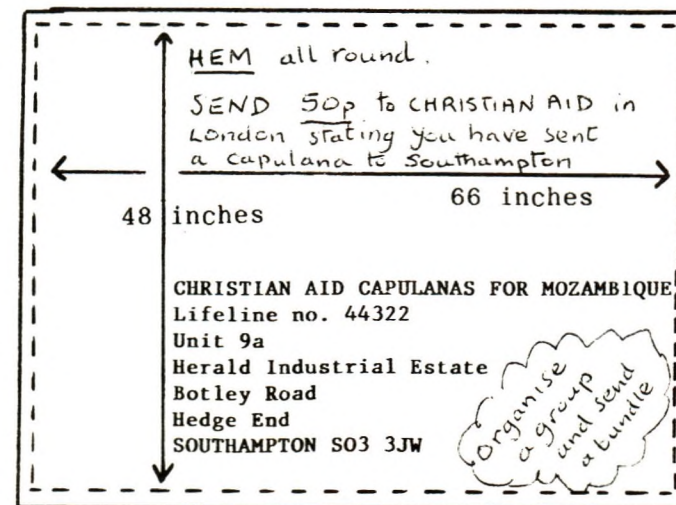 HEM all round.
SEND 50p to CHRISTIAN AID in
London stating you have sent
a capulana to Southampton
66 inches
48 inches
CHRISTIAN AID CAPULANAS FOR MOZAMBIQUE
Lifeline no. 44322
Unit 9a
Herald Industrial Estate
Botley Road
Hedge End
SOUTHAMPTON SO3 3JW
organise
a group
and send
a bundle